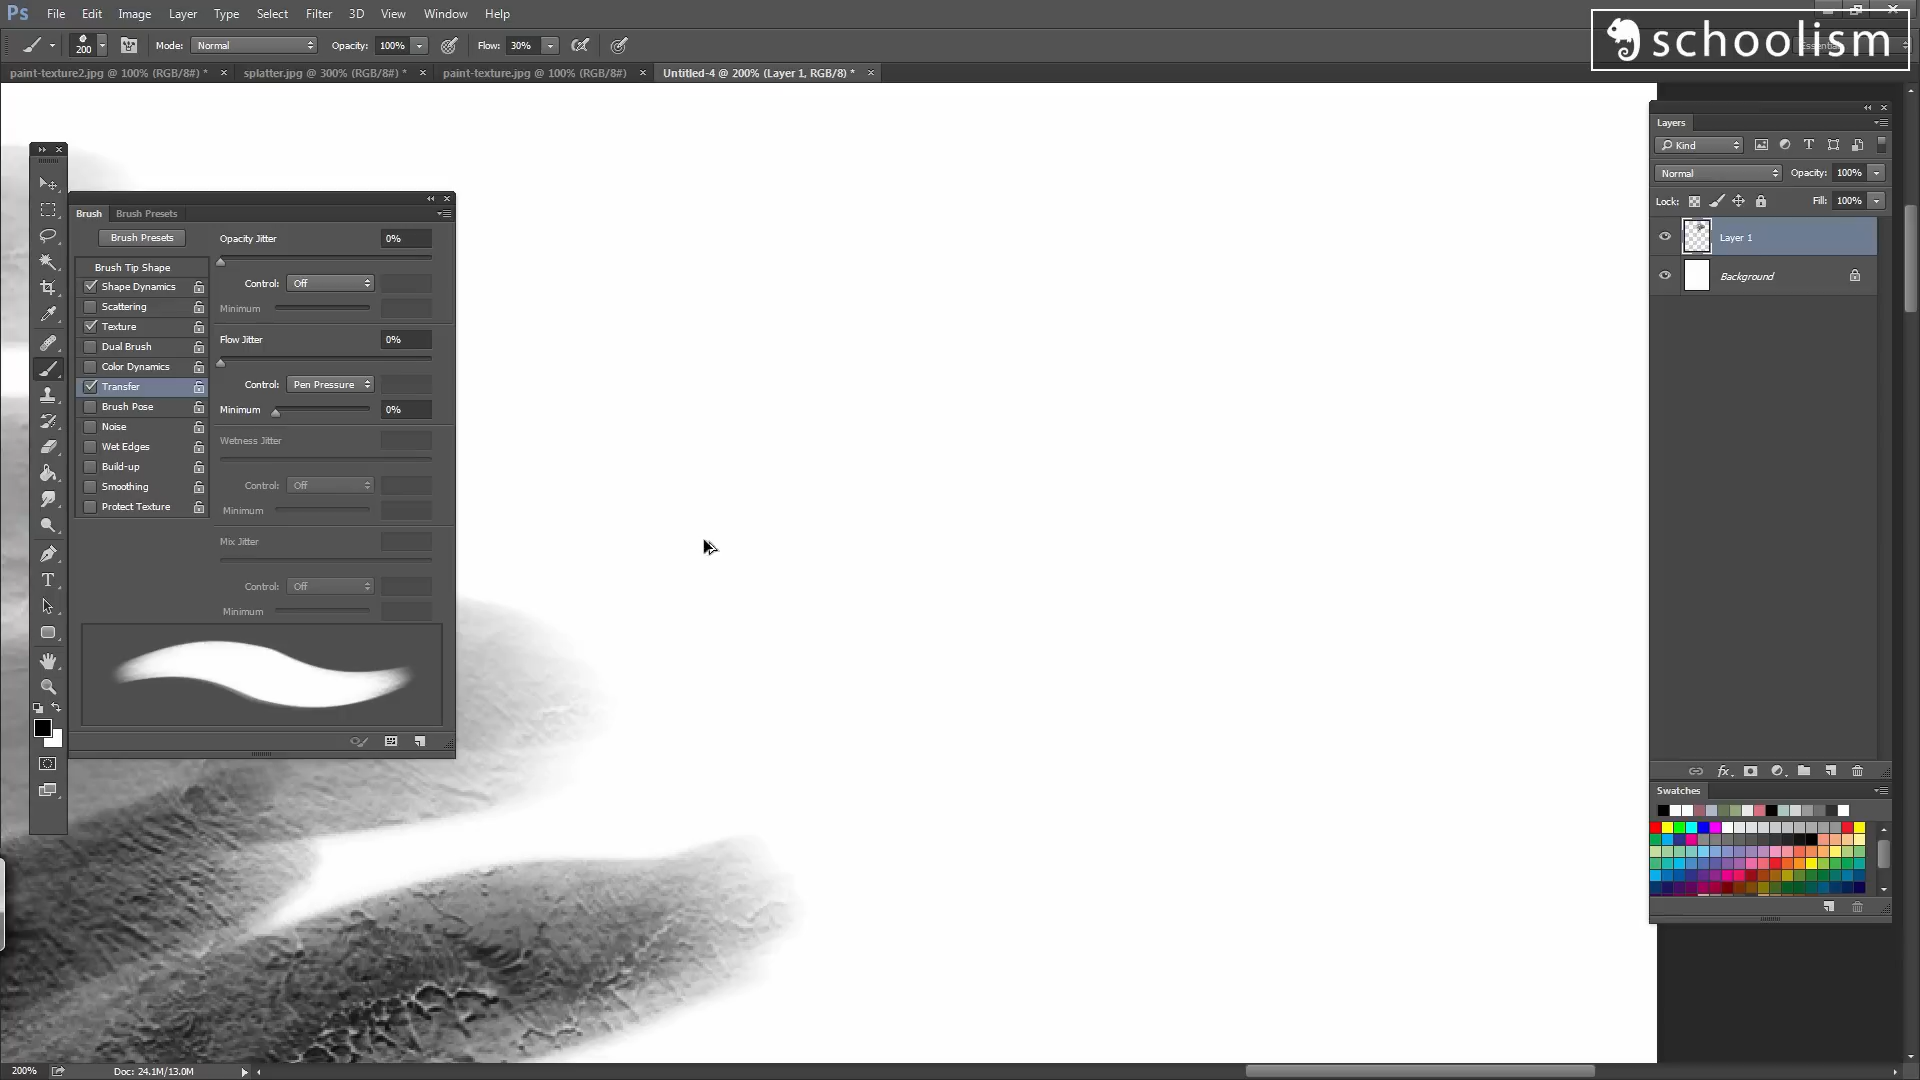 Ps File Edit Image Layer Type Select Filter 3D View Window Help
schoolism
200 Mode: Normal Opacity: 100% Flow: 30%
paint-texture2.jpg @ 100% (RGB/8#) * × splatter.jpg @ 300% (RGB/8#) * × paint-texture.jpg @ 100% (RGB/8#) × Untitled-4 @ 200% (Layer 1, RGB/8) * ×
Brush Brush Presets
Brush Presets
Brush Tip Shape
Shape Dynamics
Scattering
Texture
Dual Brush
Color Dynamics
Transfer
Brush Pose
Noise
Wet Edges
Build-up
Smoothing
Protect Texture
Opacity Jitter 0%
Control: Off
Minimum
Flow Jitter 0%
Control: Pen Pressure
Minimum 0%
Wetness Jitter
Control: Off
Minimum
Mix Jitter
Control: Off
Minimum
T
Layers
Kind T
Normal Opacity: 100%
Lock: Fill: 100%
Layer 1
Background
fx
Swatches
200% Doc: 24.1M/13.0M